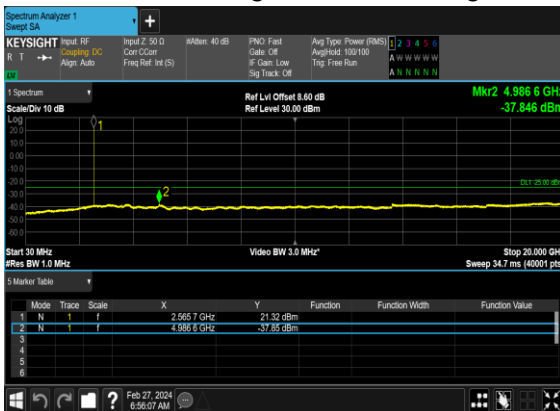 Spectrum Analyzer 1
Swept SA
KEYSIGHT Input: RF
R T Coupling: DC
Align: Auto
Input Z: 50 Ω
Corr CCorr
Freq Ref: Int (S)
#Atten: 40 dB
PNO: Fast
Gate: Off
IF Gain: Low
Sig Track: Off
Avg Type: Power (RMS)
Avg|Hold: 100/100
Trig: Free Run
1 2 3 4 5 6
A W W W W W
A N N N N N
LV
1 Spectrum
Scale/Div 10 dB
Ref Lvl Offset 8.60 dB
Ref Level 30.00 dBm
Mkr2 4.986 6 GHz
-37.846 dBm
Log
20.0
10.0
0.00
-10.0
-20.0
-30.0
-40.0
-50.0
-60.0
1
2
DL1 -25.00 dBm
Start 30 MHz
#Res BW 1.0 MHz
Video BW 3.0 MHz*
Stop 20.000 GH
Sweep 34.7 ms (40001 pts
5 Marker Table
Mode Trace Scale X Y Function Function Width Function Value
1 N 1 f 2.565 7 GHz 21.32 dBm
2 N 1 f 4.986 6 GHz -37.85 dBm
3
4
5
6
Feb 27, 2024
6:56:07 AM